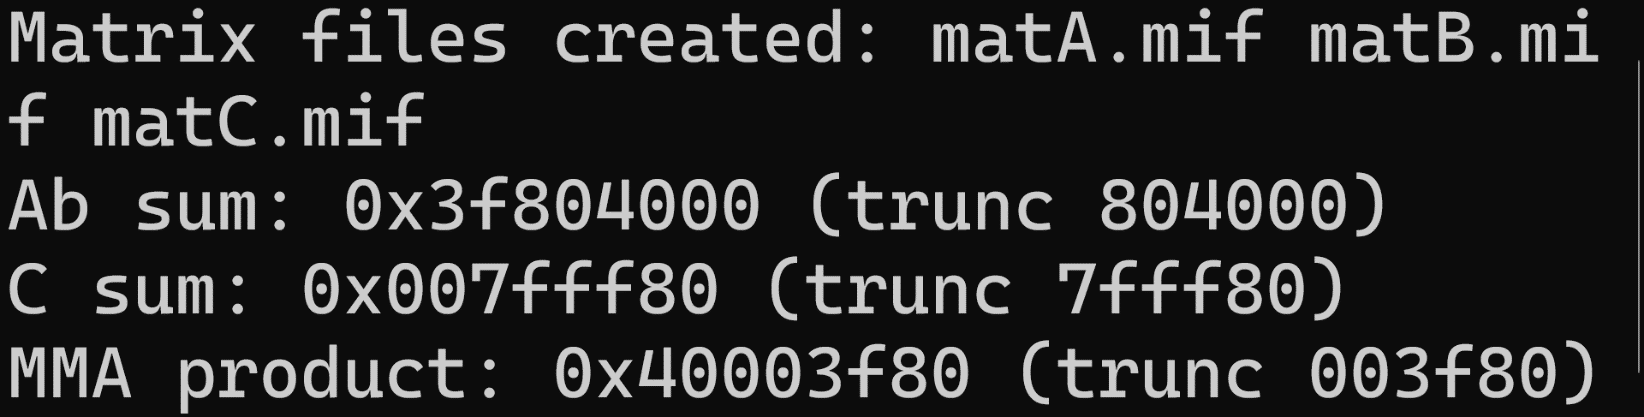 Matrix files created: matA.mif matB.mi
f matC.mif
Ab sum: 0x3f804000 (trunc 804000)
C sum: 0x007fff80 (trunc 7fff80)
MMA product: 0x40003f80 (trunc 003f80)